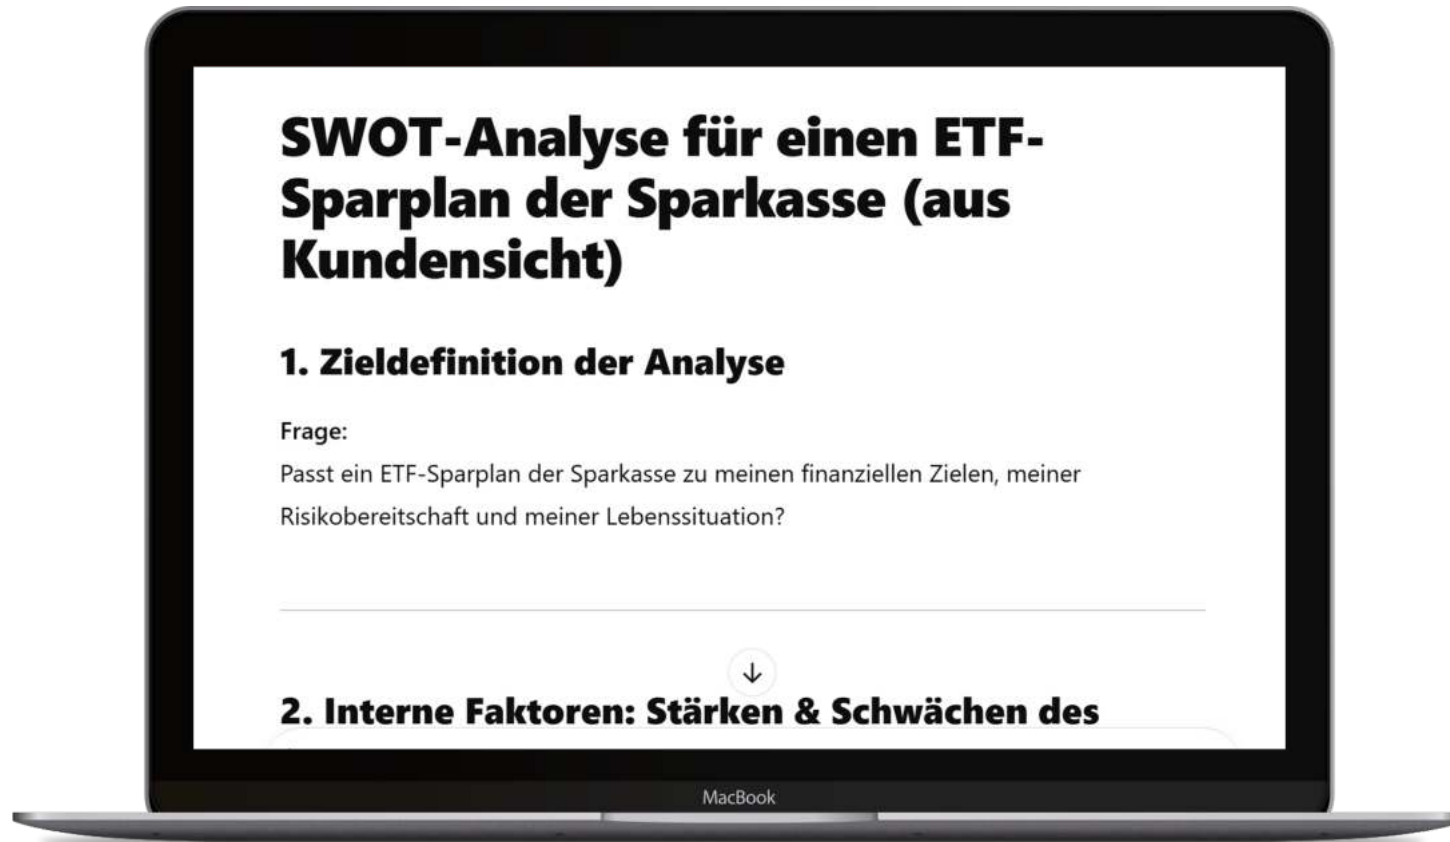 SWOT-Analyse für einen ETF-
Sparplan der Sparkasse (aus
Kundensicht)
1. Zieldefinition der Analyse
Frage:
Passt ein ETF-Sparplan der Sparkasse zu meinen finanziellen Zielen, meiner
Risikobereitschaft und meiner Lebenssituation?
2. Interne Faktoren: Stärken & Schwächen des
MacBook